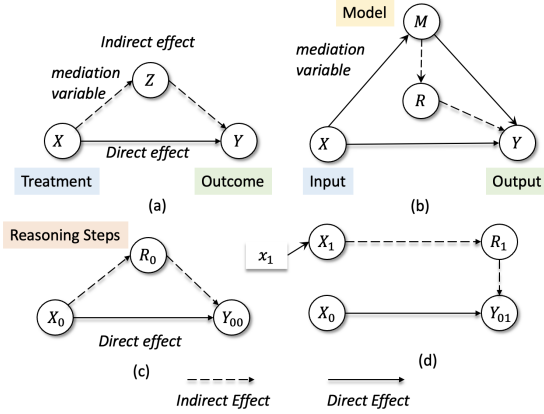 Indirect effect
mediation
variable
Z
X
Y
Direct effect
Treatment
Outcome
(a)
Model
M
mediation
variable
R
X
Y
Input
Output
(b)
Reasoning Steps
R₀
X₀
Y₀₀
Direct effect
(c)
x₁
X₁
R₁
X₀
Y₀₁
(d)
Indirect Effect
Direct Effect